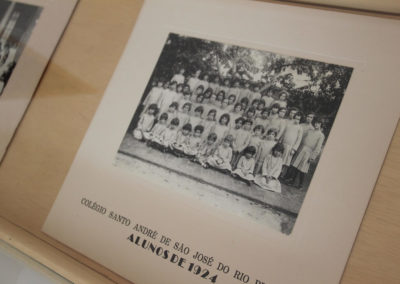 COLÉGIO SANTO ANDRÉ DE SÃO JOSÉ DO RIO
ALUNOS DE 1924